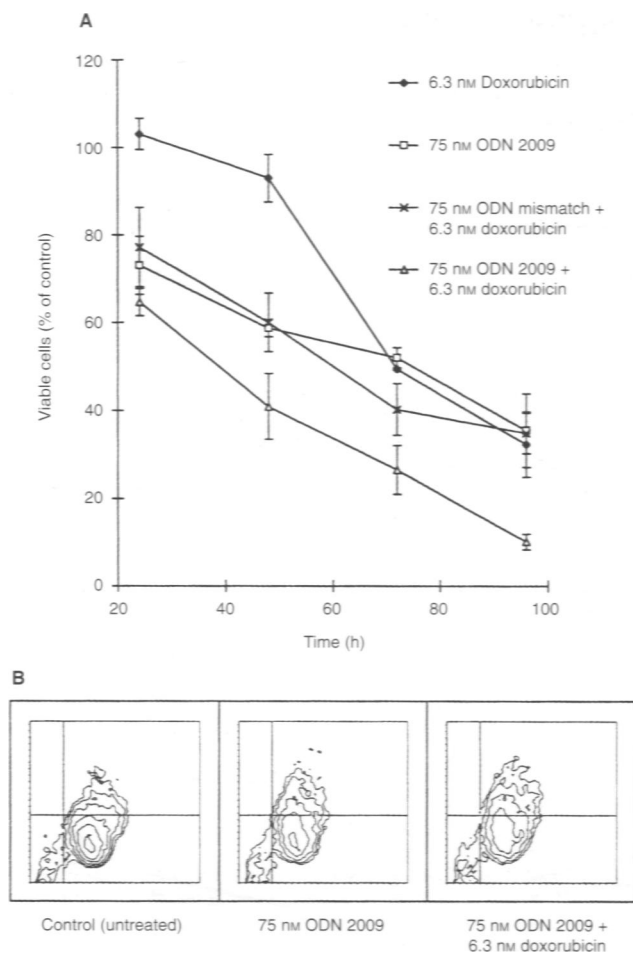 A
120
100
80
60
40
20
0
Viable cells (% of control)
20
40
60
80
100
Time (h)
6.3 nM Doxorubicin
75 nM ODN 2009
75 nM ODN mismatch +
6.3 nM doxorubicin
75 nM ODN 2009 +
6.3 nM doxorubicin
B
Control (untreated)
75 nM ODN 2009
75 nM ODN 2009 +
6.3 nM doxorubicin